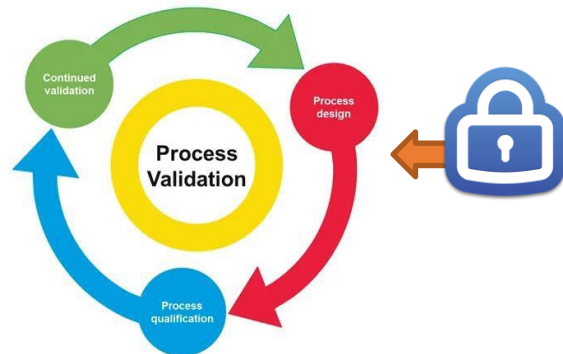 Continued
validation
Process
design
Process
Validation
Process
qualification